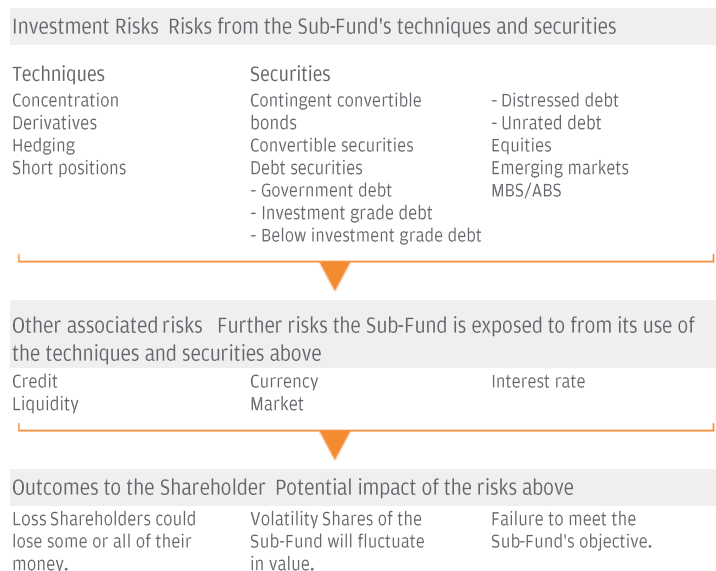 Investment Risks Risks from the Sub-Fund's techniques and securities
Techniques
Concentration
Derivatives
Hedging
Short positions
Securities
Contingent convertible
bonds
Convertible securities
Debt securities
- Government debt
- Investment grade debt
- Below investment grade debt
- Distressed debt
- Unrated debt
Equities
Emerging markets
MBS/ABS
Other associated risks Further risks the Sub-Fund is exposed to from its use of
the techniques and securities above
Credit
Liquidity
Currency
Market
Interest rate
Outcomes to the Shareholder Potential impact of the risks above
Loss Shareholders could
lose some or all of their
money.
Volatility Shares of the
Sub-Fund will fluctuate
in value.
Failure to meet the
Sub-Fund's objective.